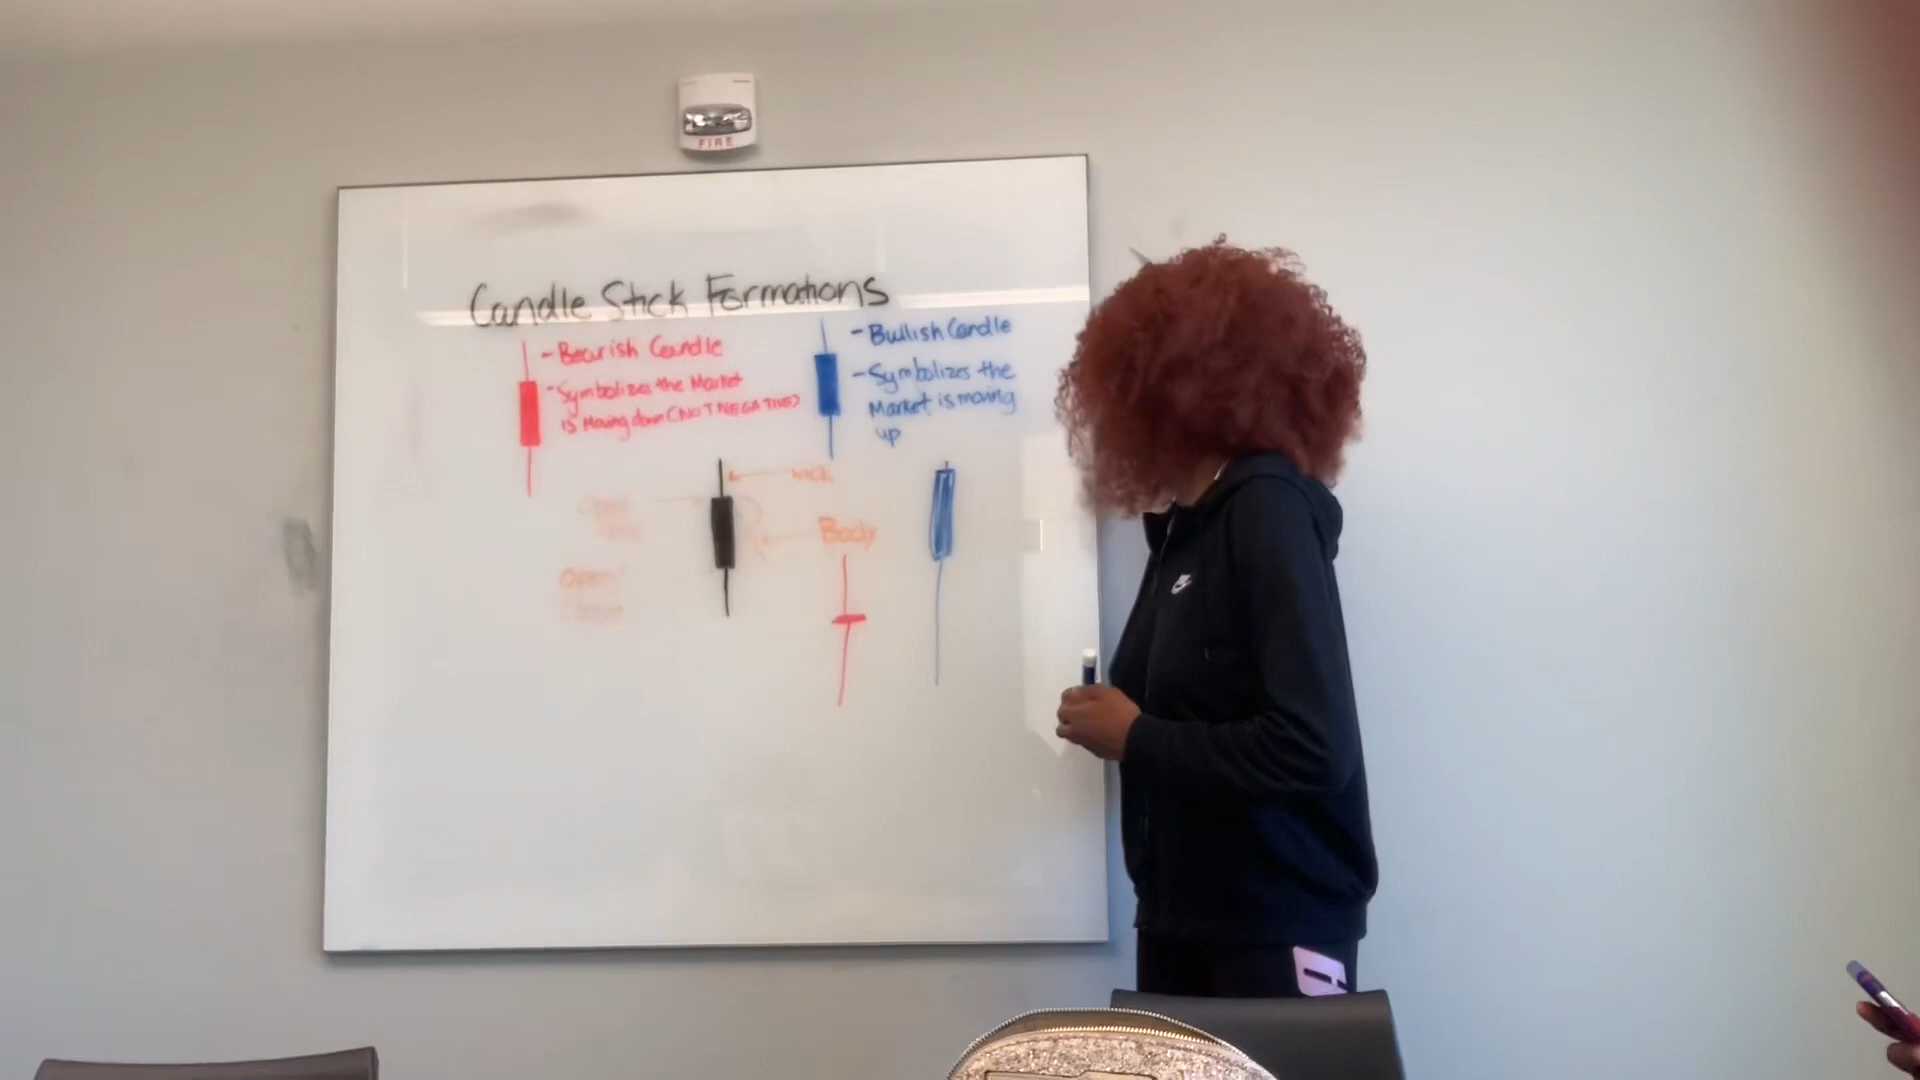 FIRE
Candle Stick Formations
- Bearish Candle
- Symbolizes the Market
is Moving down (NOT NEGATIVE)
- Bullish Candle
- Symbolizes the
Market is moving
up
wick
Body
Open/